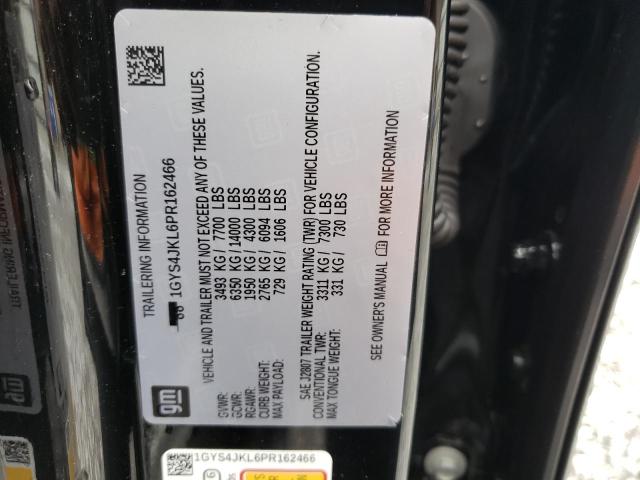 TRAILERING INFORMATION
1GYS4JKL6PR162466
VEHICLE AND TRAILER MUST NOT EXCEED ANY OF THESE VALUES.
GVWR: 3493 KG / 7700 LBS
GCWR: 6350 KG / 14000 LBS
RGAWR: 1950 KG / 4300 LBS
CURB WEIGHT: 2765 KG / 6094 LBS
MAX PAYLOAD: 729 KG / 1606 LBS
SAE J2807 TRAILER WEIGHT RATING (TWR) FOR VEHICLE CONFIGURATION.
CONVENTIONAL TWR: 3311 KG / 7300 LBS
MAX TONGUE WEIGHT: 331 KG / 730 LBS
SEE OWNER'S MANUAL FOR MORE INFORMATION
gm
1GYS4JKL6PR162466